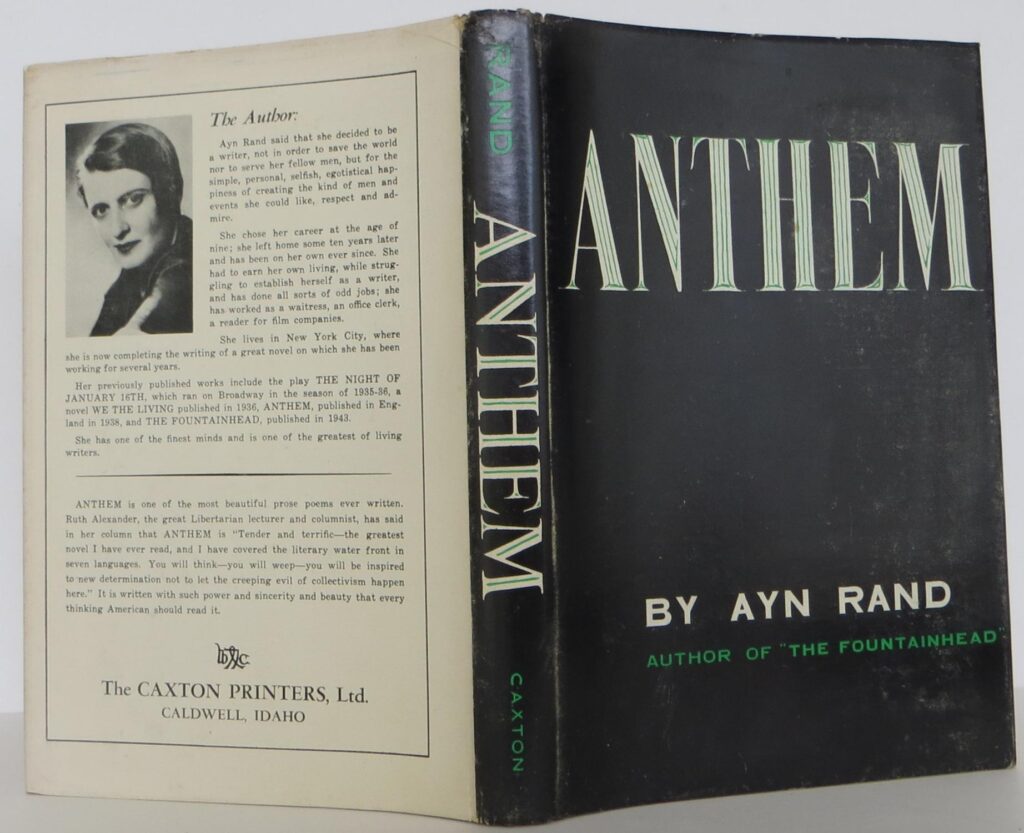 The Author:
Ayn Rand said that she decided to be
a writer, not in order to save the world
nor to serve her fellow men, but for the
simple, personal, selfish, egotistical hap-
piness of creating the kind of men and
events she could like, respect and ad-
mire.
She chose her career at the age of
nine; she left home some ten years later
and has been on her own ever since. She
had to earn her own living, while strug-
gling to establish herself as a writer,
and has done all sorts of odd jobs; she
has worked as a waitress, an office clerk,
a reader for film companies.
She lives in New York City, where
she is now completing the writing of a great novel on which she has been
working for several years.
Her previously published works include the play THE NIGHT OF
JANUARY 16TH, which ran on Broadway in the season of 1935-36, a
novel WE THE LIVING published in 1936, ANTHEM, published in Eng-
land in 1938, and THE FOUNTAINHEAD, published in 1943.
She has one of the finest minds and is one of the greatest of living
writers.
ANTHEM is one of the most beautiful prose poems ever written.
Ruth Alexander, the great Libertarian lecturer and columnist, has said
in her column that ANTHEM is "Tender and terrific—the greatest
novel I have ever read, and I have covered the literary water front in
seven languages. You will think—you will weep—you will be inspired
to new determination not to let the creeping evil of collectivism happen
here." It is written with such power and sincerity and beauty that every
thinking American should read it.
The CAXTON PRINTERS, Ltd.
CALDWELL, IDAHO
RAND
ANTHEM
CAXTON
ANTHEM
BY AYN RAND
AUTHOR OF "THE FOUNTAINHEAD"